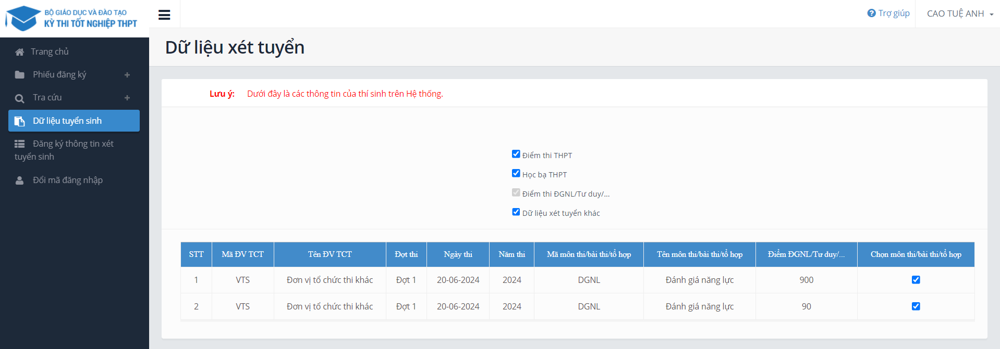 BỘ GIÁO DỤC VÀ ĐÀO TẠO
KỲ THI TỐT NGHIỆP THPT
Trợ giúp
CAO TUỆ ANH
Trang chủ
Phiếu đăng ký
Tra cứu
Dữ liệu tuyển sinh
Đăng ký thông tin xét
tuyển sinh
Đổi mã đăng nhập
Dữ liệu xét tuyển
Lưu ý: Dưới đây là các thông tin của thí sinh trên Hệ thống.
Điểm thi THPT
Học bạ THPT
Điểm thi ĐGNL/Tư duy/...
Dữ liệu xét tuyển khác
STT Mã ĐV TCT Tên ĐV TCT Đợt thi Ngày thi Năm thi Mã môn thi/bài thi/tổ hợp Tên môn thi/bài thi/tổ hợp Điểm ĐGNL/Tư duy/... Chọn môn thi/bài thi/tổ hợp
1 VTS Đơn vị tổ chức thi khác Đợt 1 20-06-2024 2024 DGNL Đánh giá năng lực 900
2 VTS Đơn vị tổ chức thi khác Đợt 1 20-06-2024 2024 DGNL Đánh giá năng lực 90